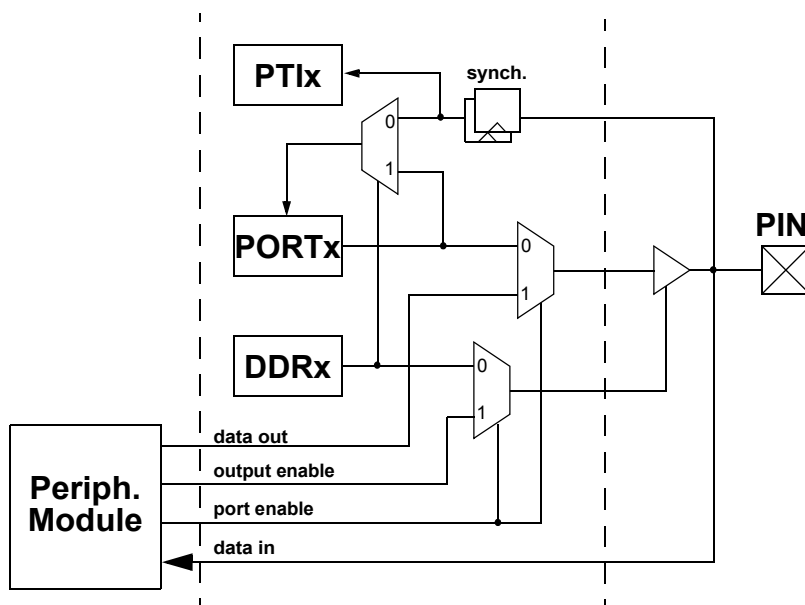 PTIx
synch.
0
1
PORTx
PIN
0
1
DDRx
0
1
data out
output enable
port enable
data in
Periph.
Module